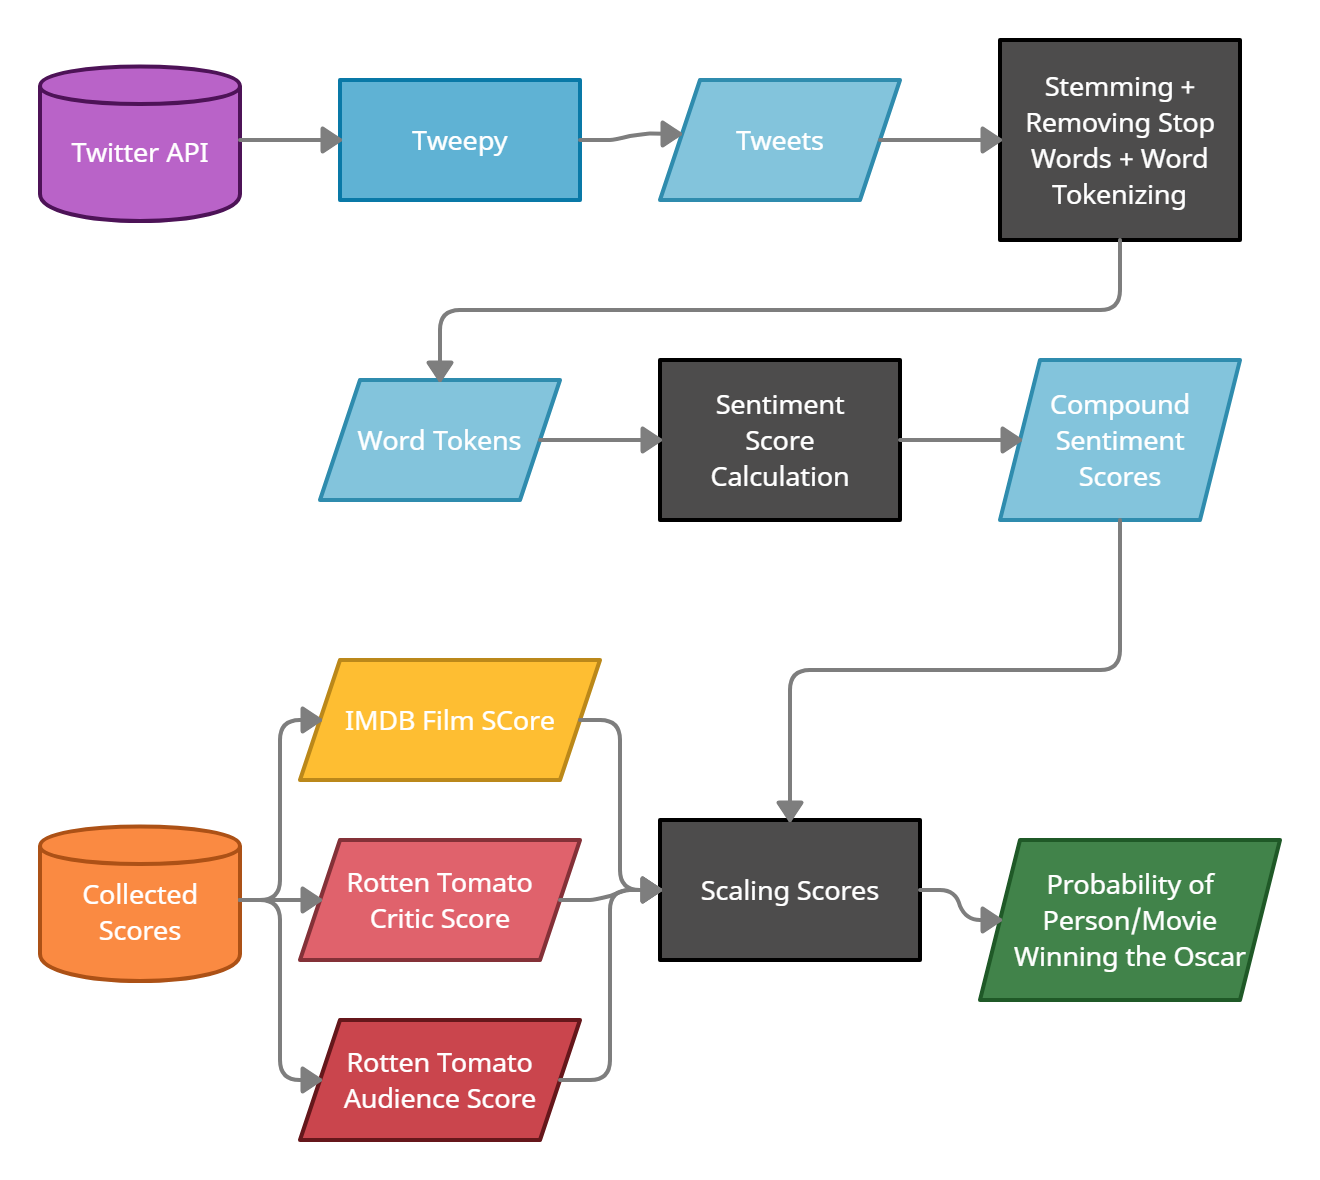 Twitter API
Tweepy
Tweets
Stemming +
Removing Stop
Words + Word
Tokenizing
Word Tokens
Sentiment
Score
Calculation
Compound
Sentiment
Scores
IMDB Film SCore
Collected
Scores
Rotten Tomato
Critic Score
Rotten Tomato
Audience Score
Scaling Scores
Probability of
Person/Movie
Winning the Oscar